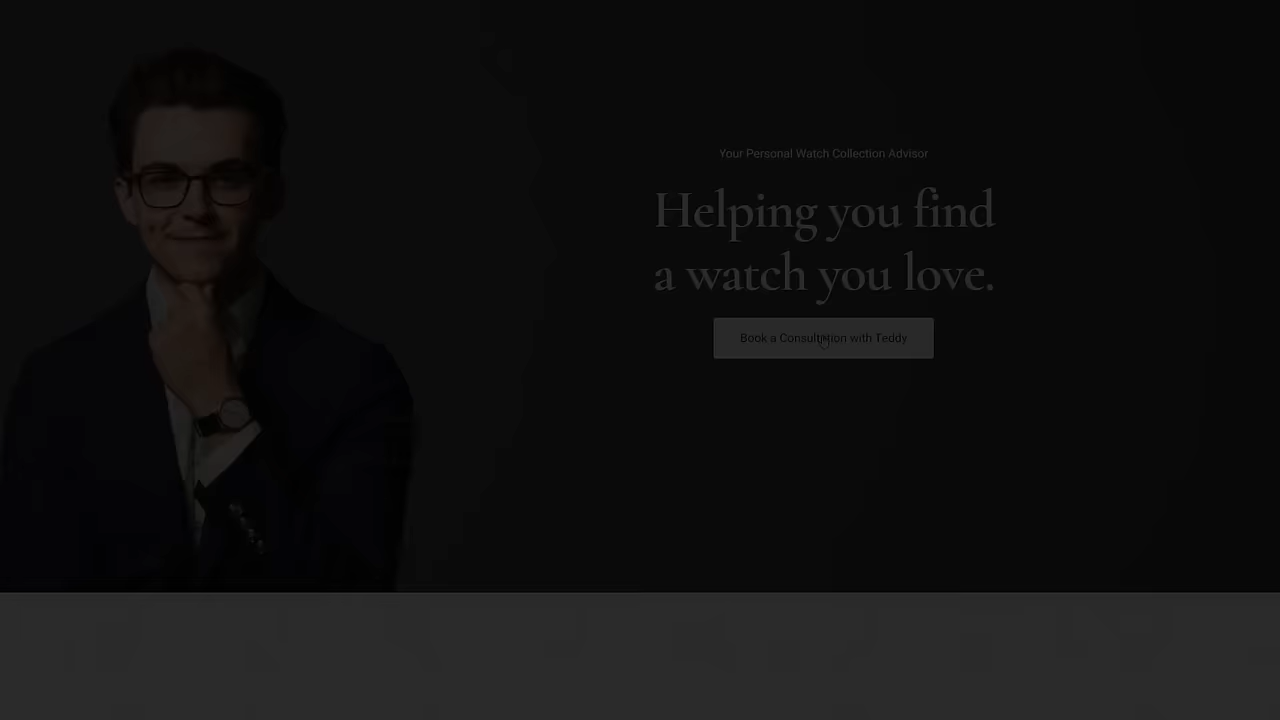 Your Personal Watch Collection Advisor
Helping you find
a watch you love.
Book a Consultation with Teddy